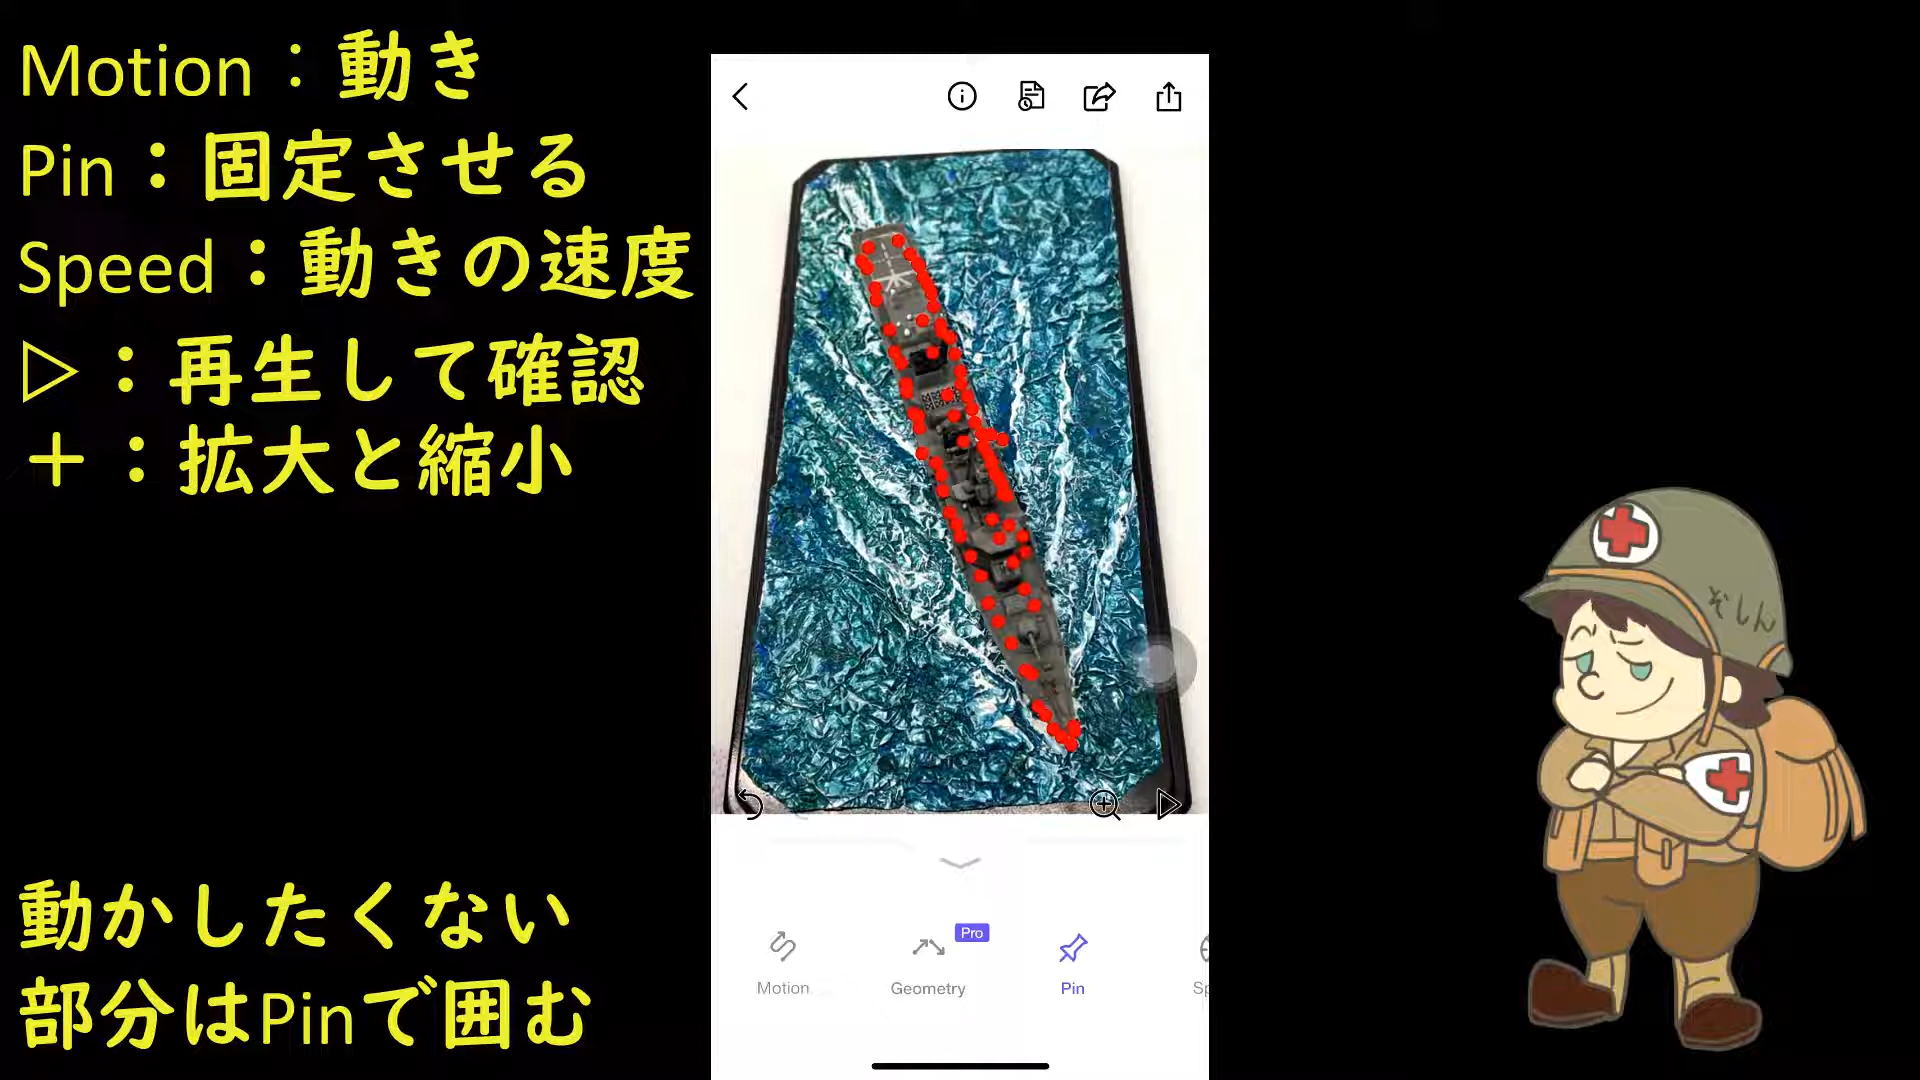 Motion：動き
Pin：固定させる
Speed：動きの速度
▷：再生して確認
＋：拡大と縮小
動かしたくない
部分はPinで囲む
Pro
Motion
Geometry
Pin
Sp
ぞしん